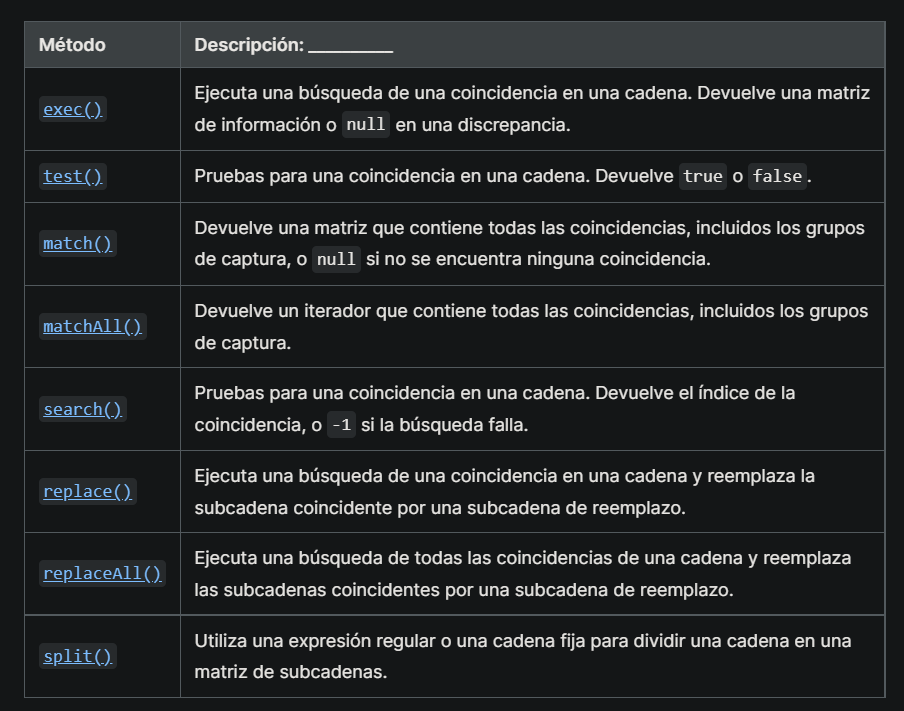 Método Descripción: __________
exec() Ejecuta una búsqueda de una coincidencia en una cadena. Devuelve una matriz
de información o null en una discrepancia.
test() Pruebas para una coincidencia en una cadena. Devuelve true o false.
match() Devuelve una matriz que contiene todas las coincidencias, incluidos los grupos
de captura, o null si no se encuentra ninguna coincidencia.
matchAll() Devuelve un iterador que contiene todas las coincidencias, incluidos los grupos
de captura.
search() Pruebas para una coincidencia en una cadena. Devuelve el índice de la
coincidencia, o -1 si la búsqueda falla.
replace() Ejecuta una búsqueda de una coincidencia en una cadena y reemplaza la
subcadena coincidente por una subcadena de reemplazo.
replaceAll() Ejecuta una búsqueda de todas las coincidencias de una cadena y reemplaza
las subcadenas coincidentes por una subcadena de reemplazo.
split() Utiliza una expresión regular o una cadena fija para dividir una cadena en una
matriz de subcadenas.